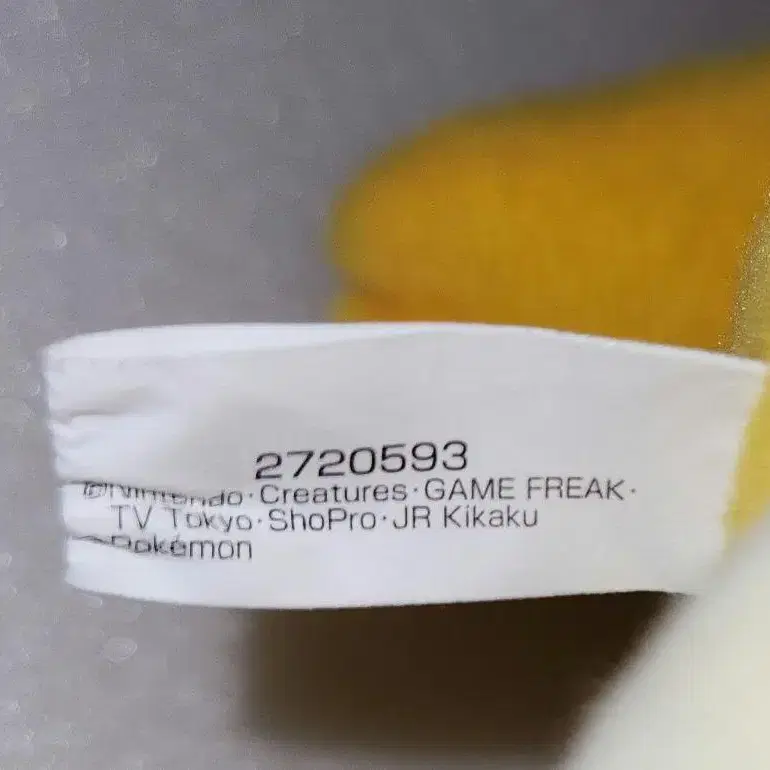 2720593
©Nintendo·Creatures·GAME FREAK·
TV Tokyo·ShoPro·JR Kikaku
©Pokémon